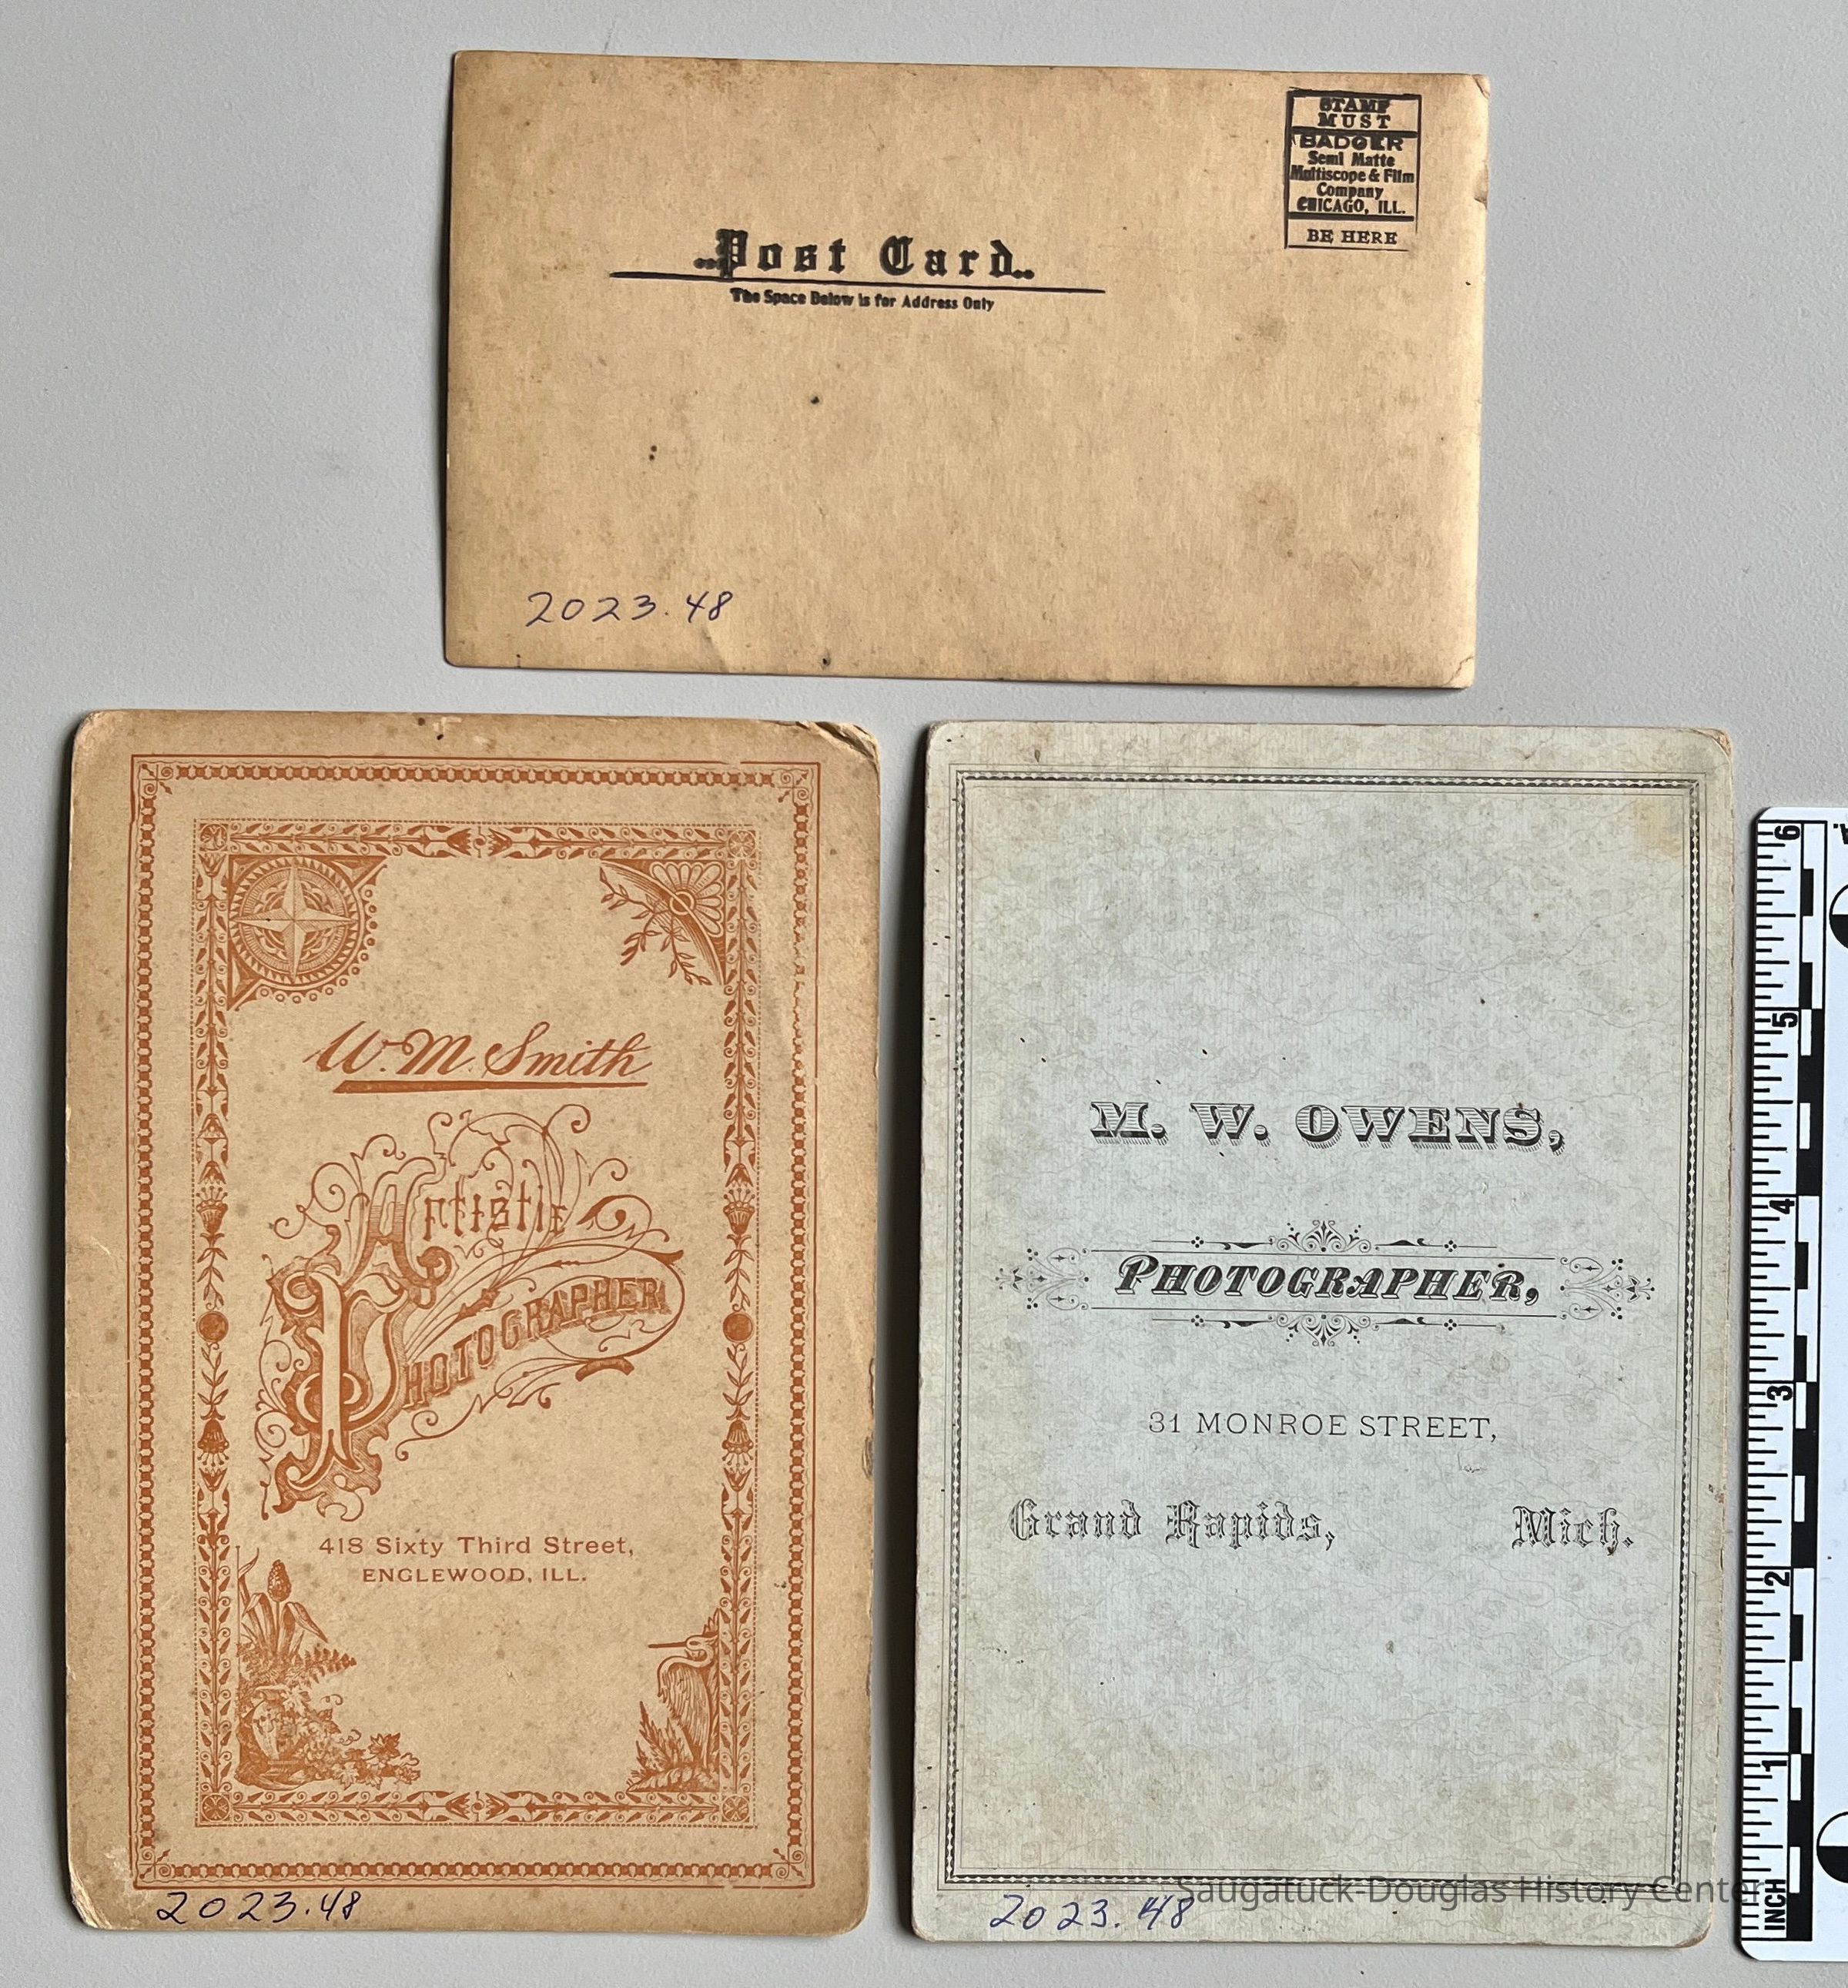 STAMP
MUST
BADGER
Semi Matte
Multiscope & Film
Company
CHICAGO, ILL.
BE HERE
..Post Card..
The Space Below is for Address Only
2023.48
W. M. Smith
Artistic
PHOTOGRAPHER
418 Sixty Third Street,
ENGLEWOOD, ILL.
2023.48
M. W. OWENS,
PHOTOGRAPHER,
31 MONROE STREET,
Grand Rapids, Mich.
2023.48
Saugatuck-Douglas History Center
6
5
4
3
2
1
INCH